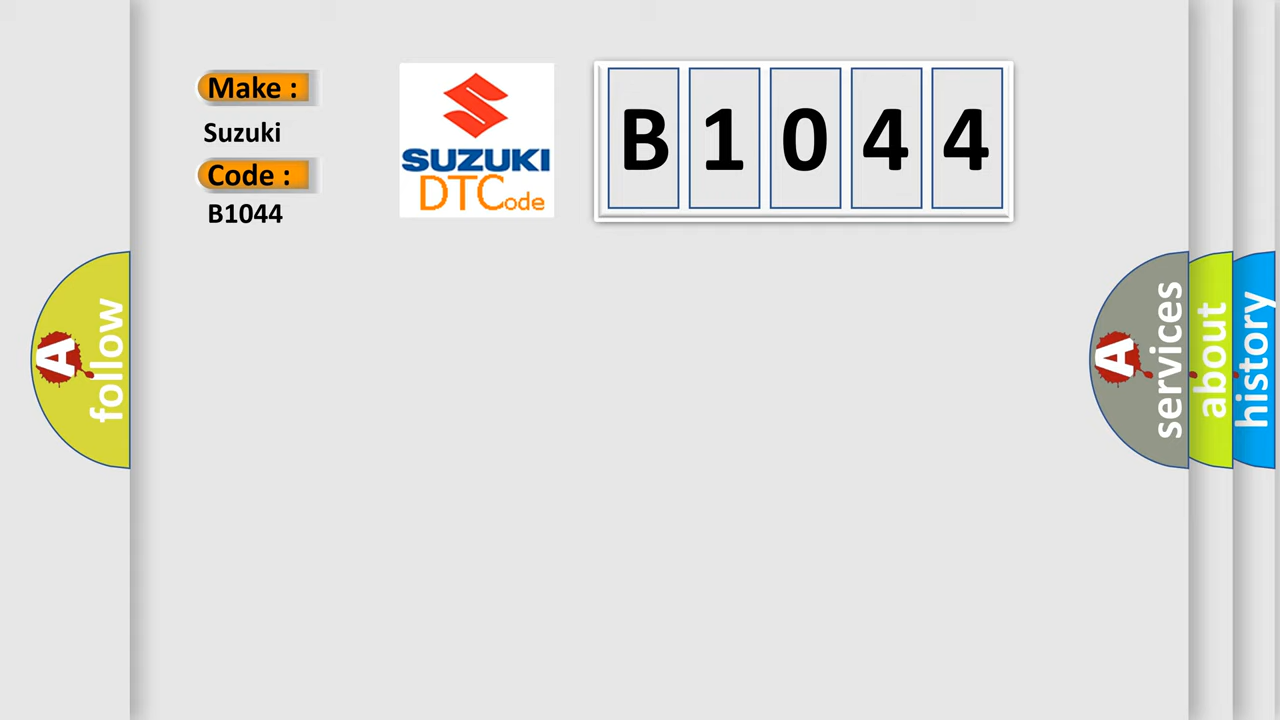 Make :
Suzuki
Code :
B1044
SUZUKI
DTCode
B 1 0 4 4
A follow
A services
about
history